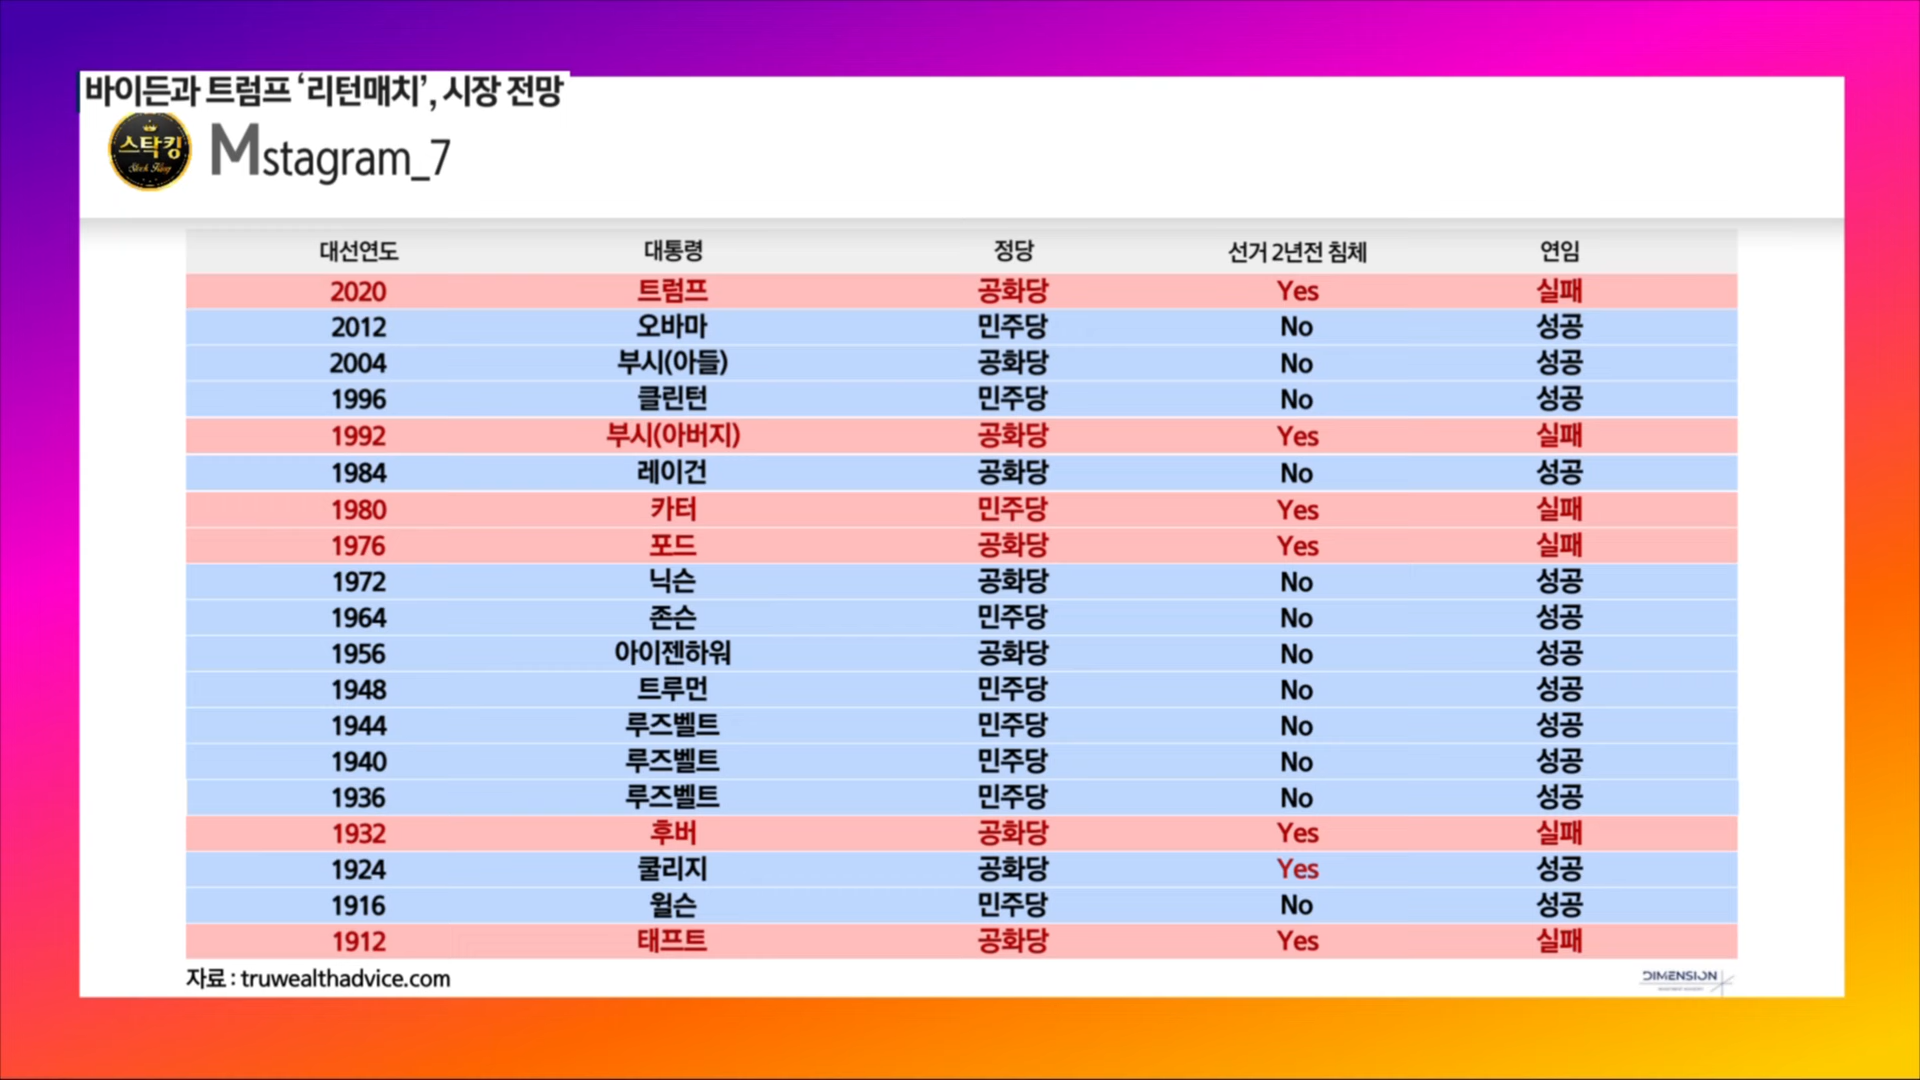 바이든과 트럼프 ‘리턴매치’, 시장 전망
스탁킹
Stock King
Mstagram_7
대선연도 대통령 정당 선거 2년전 침체 연임
2020 트럼프 공화당 Yes 실패
2012 오바마 민주당 No 성공
2004 부시(아들) 공화당 No 성공
1996 클린턴 민주당 No 성공
1992 부시(아버지) 공화당 Yes 실패
1984 레이건 공화당 No 성공
1980 카터 민주당 Yes 실패
1976 포드 공화당 Yes 실패
1972 닉슨 공화당 No 성공
1964 존슨 민주당 No 성공
1956 아이젠하워 공화당 No 성공
1948 트루먼 민주당 No 성공
1944 루즈벨트 민주당 No 성공
1940 루즈벨트 민주당 No 성공
1936 루즈벨트 민주당 No 성공
1932 후버 공화당 Yes 실패
1924 쿨리지 공화당 Yes 성공
1916 윌슨 민주당 No 성공
1912 태프트 공화당 Yes 실패
자료 : truwealthadvice.com
DIMENSION